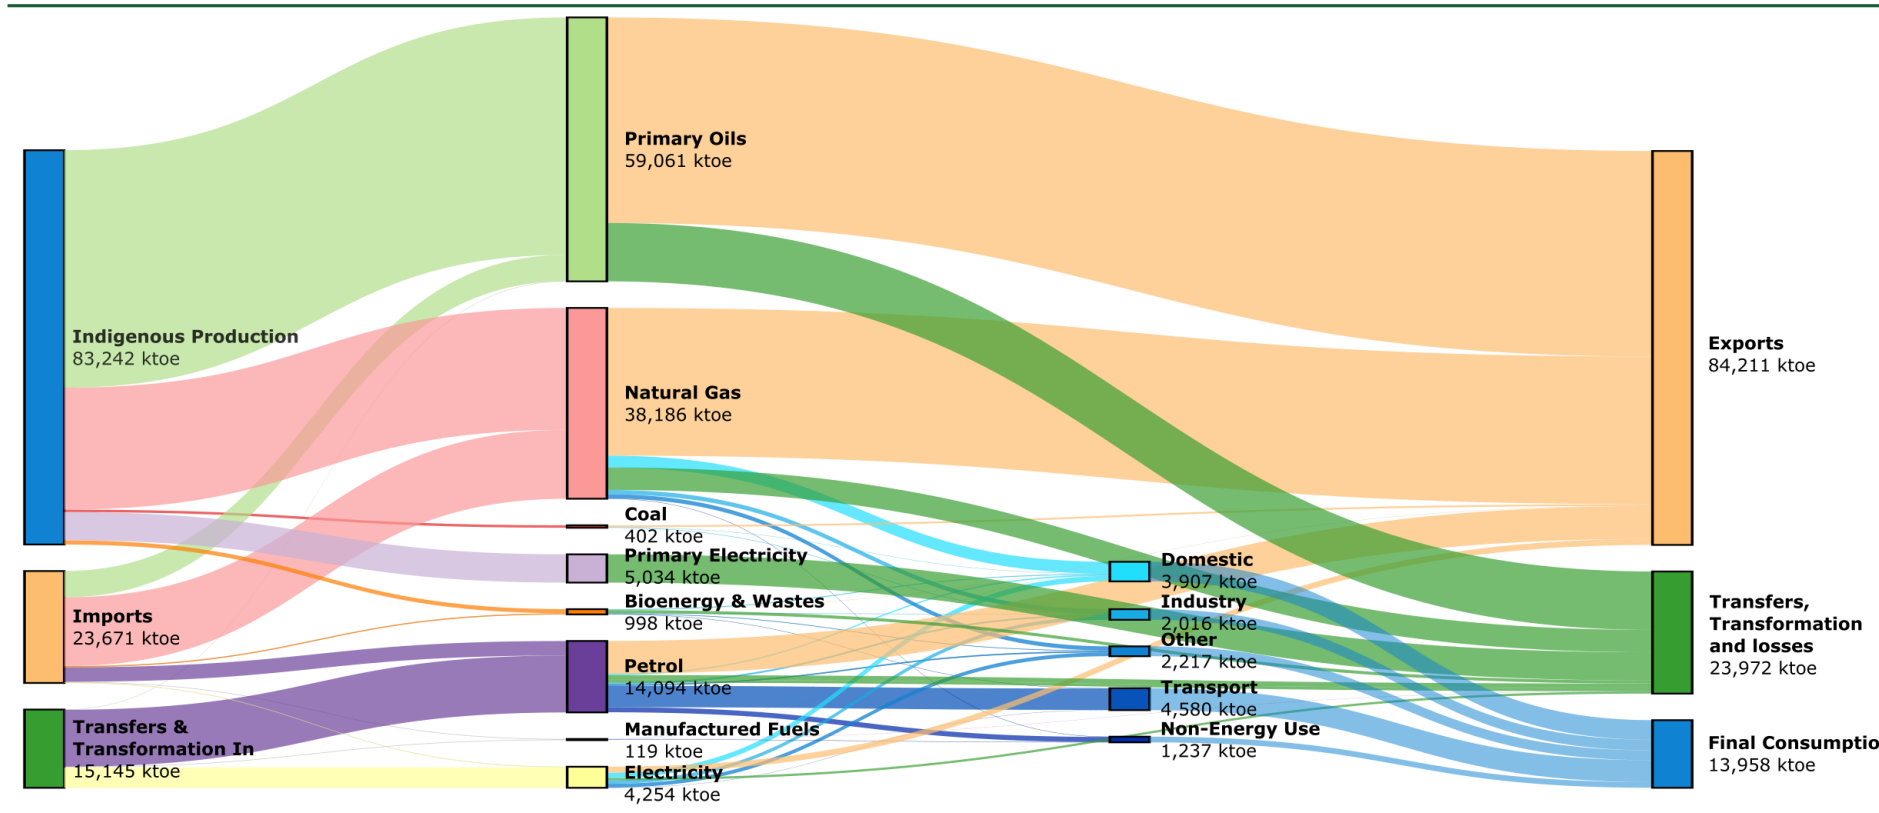 Indigenous Production
83,242 ktoe
Imports
23,671 ktoe
Transfers &
Transformation In
15,145 ktoe
Primary Oils
59,061 ktoe
Natural Gas
38,186 ktoe
Coal
402 ktoe
Primary Electricity
5,034 ktoe
Bioenergy & Wastes
998 ktoe
Petrol
14,094 ktoe
Manufactured Fuels
119 ktoe
Electricity
4,254 ktoe
Domestic
3,907 ktoe
Industry
2,016 ktoe
Other
2,217 ktoe
Transport
4,580 ktoe
Non-Energy Use
1,237 ktoe
Exports
84,211 ktoe
Transfers,
Transformation
and losses
23,972 ktoe
Final Consumptio
13,958 ktoe